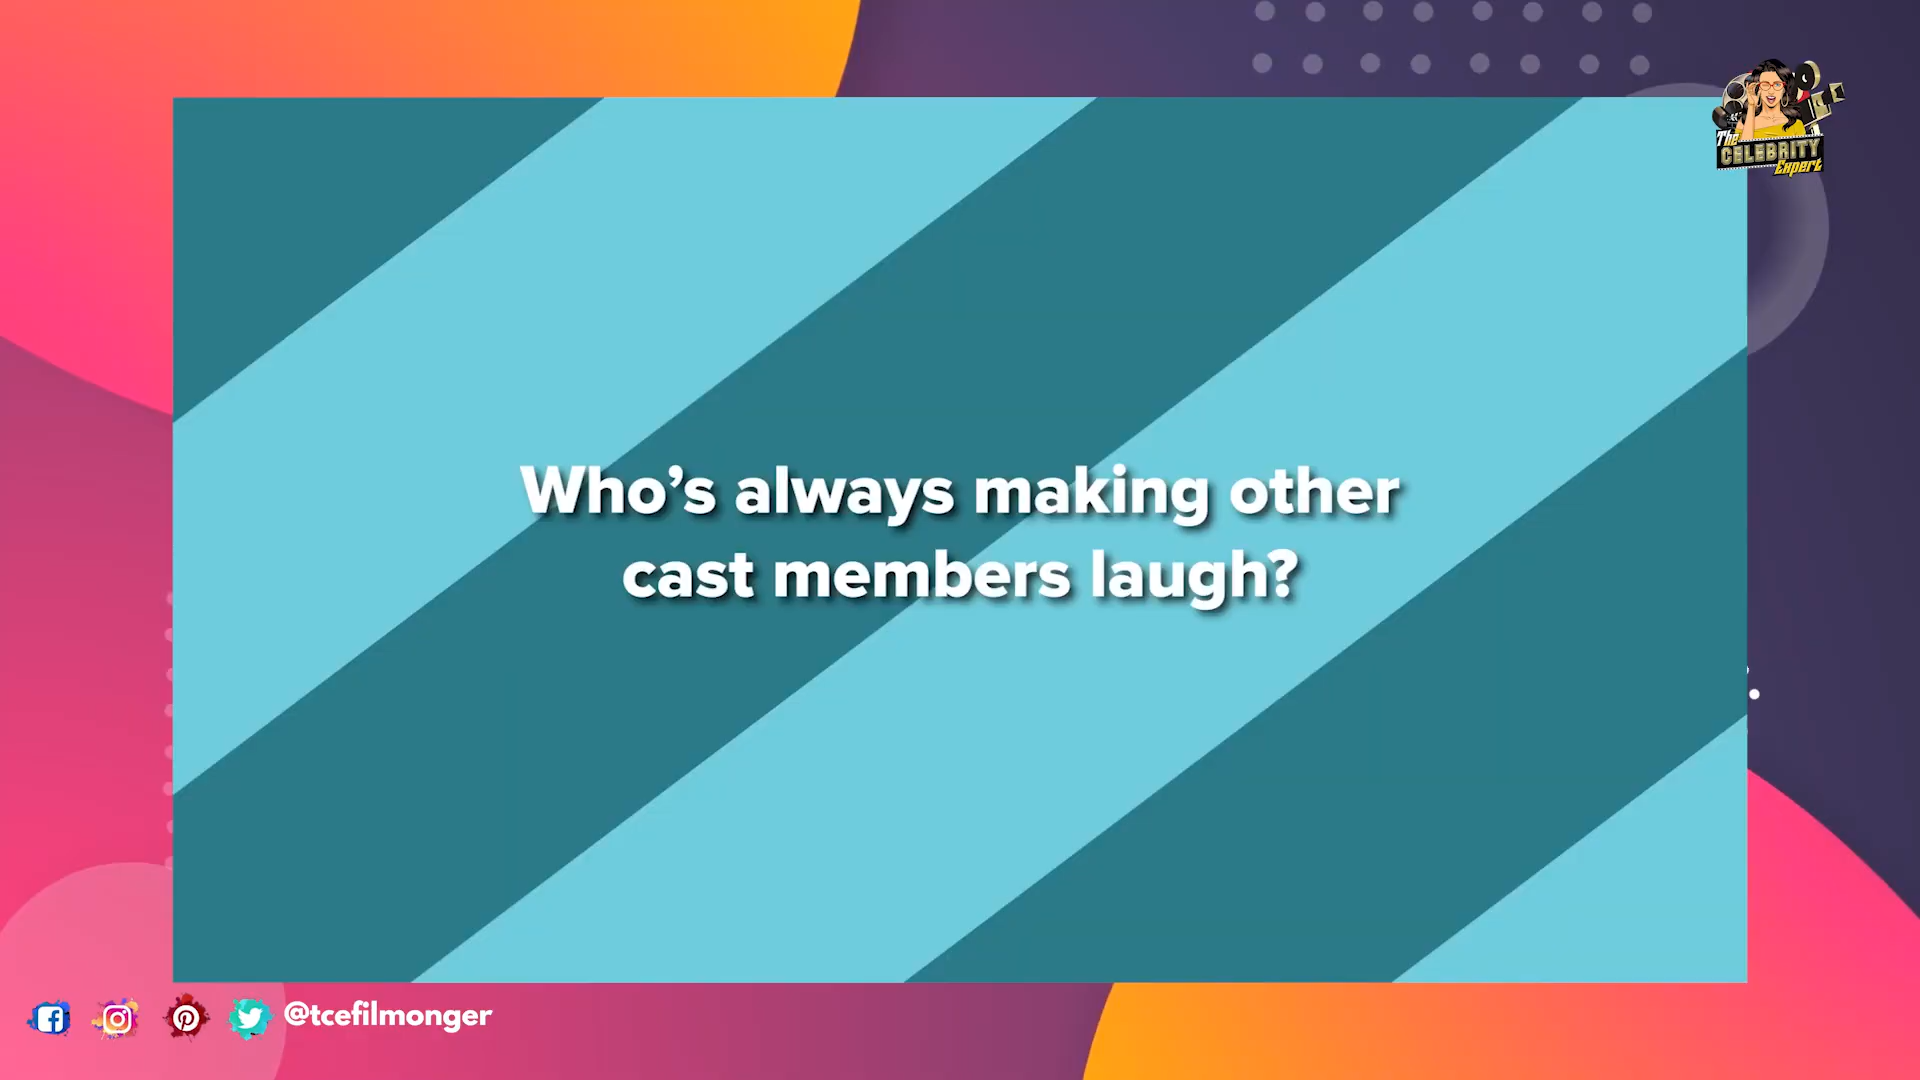 The
CELEBRITY
Expert
Who's always making other
cast members laugh?
@tcefilmonger